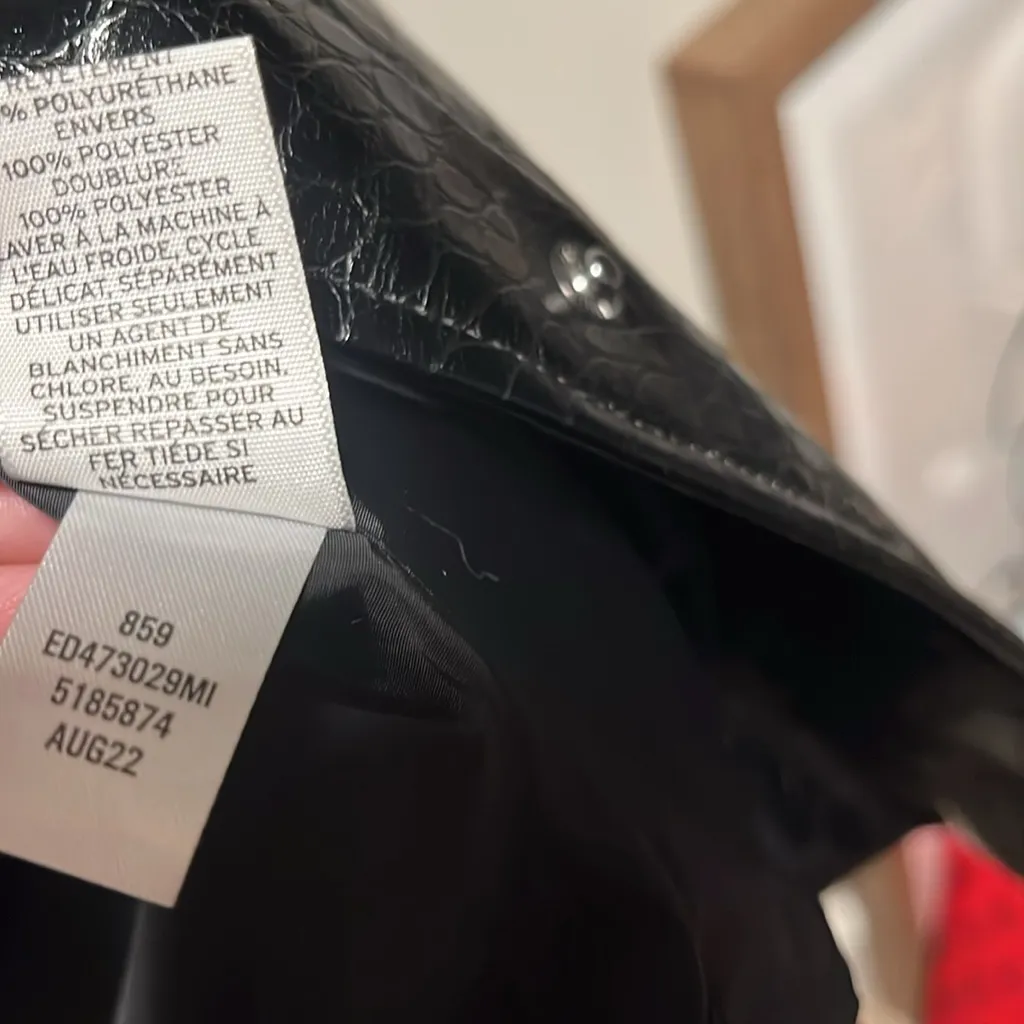 REVÊTEMENT
% POLYURÉTHANE
ENVERS
100% POLYESTER
DOUBLURE
100% POLYESTER
LAVER À LA MACHINE À
L'EAU FROIDE, CYCLE
DÉLICAT, SÉPARÉMENT
UTILISER SEULEMENT
UN AGENT DE
BLANCHIMENT SANS
CHLORE, AU BESOIN.
SUSPENDRE POUR
SÉCHER REPASSER AU
FER TIÉDE SI
NÉCESSAIRE
859
ED473029MI
5185874
AUG22